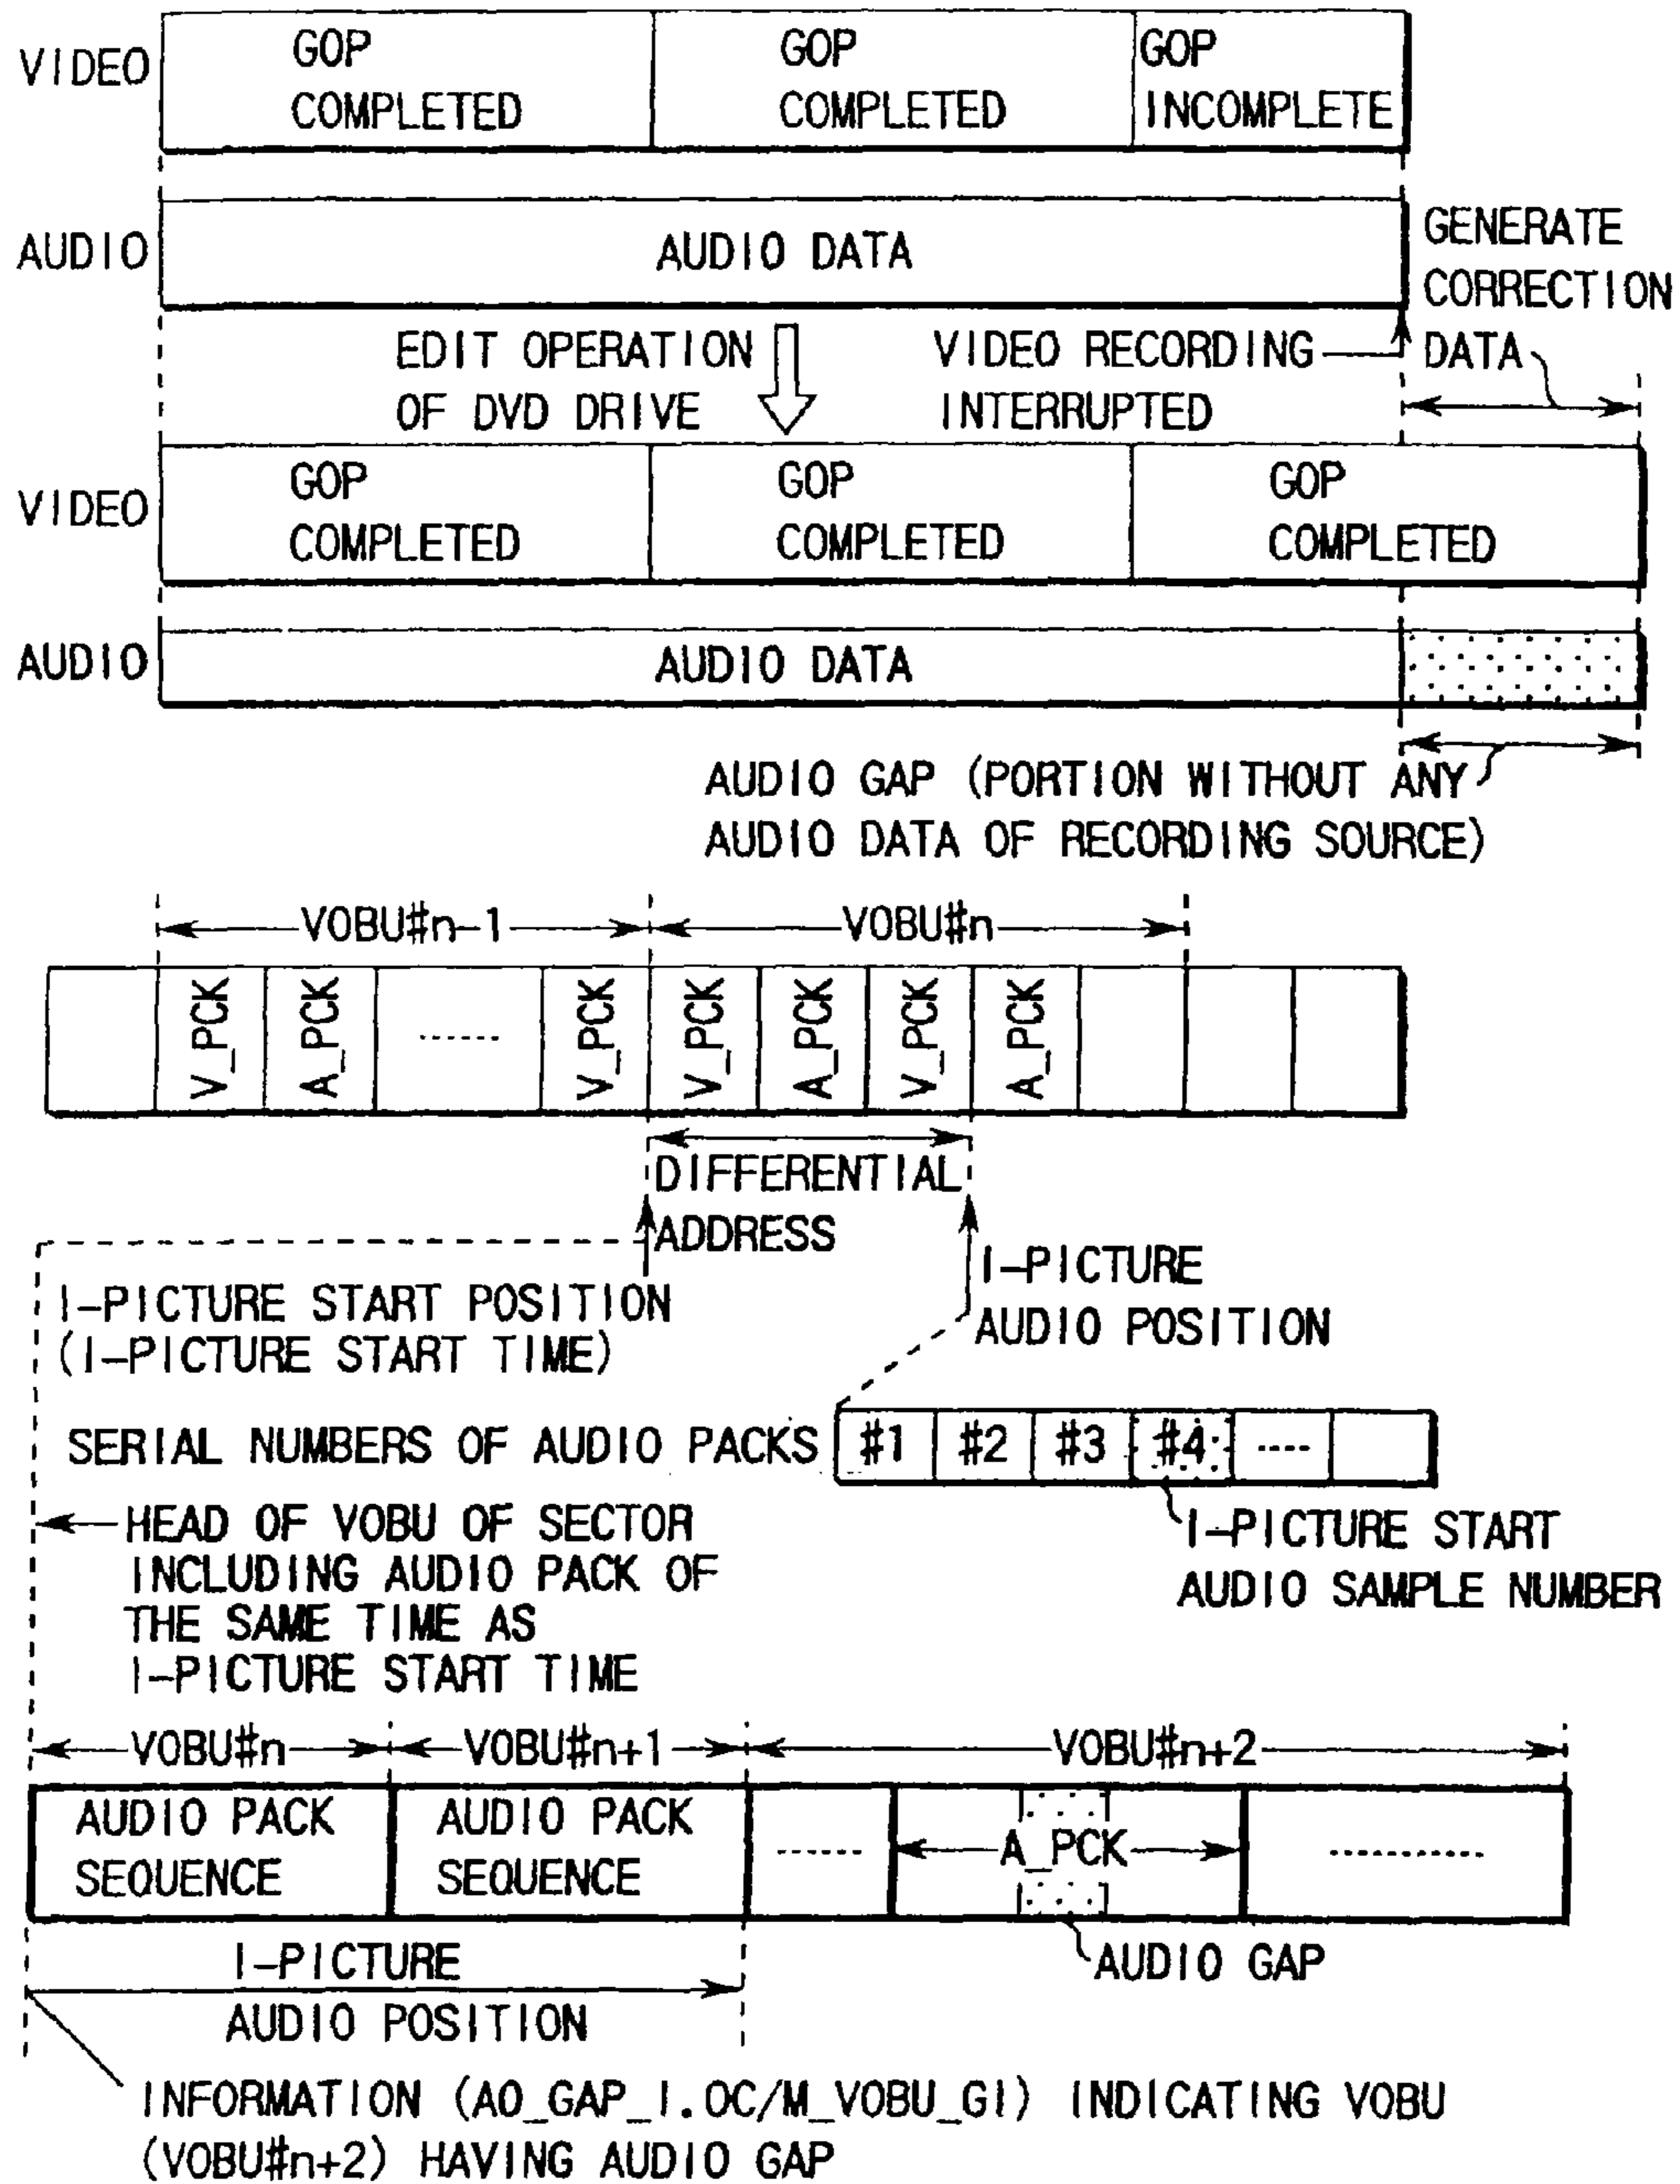 VIDEO
GOP COMPLETED
GOP COMPLETED
GOP INCOMPLETE
AUDIO
AUDIO DATA
GENERATE
CORRECTION
DATA
EDIT OPERATION
OF DVD DRIVE
VIDEO RECORDING
INTERRUPTED
VIDEO
GOP COMPLETED
GOP COMPLETED
GOP COMPLETED
AUDIO
AUDIO DATA
AUDIO GAP (PORTION WITHOUT ANY
AUDIO DATA OF RECORDING SOURCE)
VOBU#n-1
VOBU#n
V_PCK
A_PCK
V_PCK
V_PCK
A_PCK
V_PCK
A_PCK
DIFFERENTIAL
ADDRESS
I-PICTURE START POSITION
(I-PICTURE START TIME)
I-PICTURE
AUDIO POSITION
SERIAL NUMBERS OF AUDIO PACKS
#1 #2 #3 #4
I-PICTURE START
AUDIO SAMPLE NUMBER
HEAD OF VOBU OF SECTOR
INCLUDING AUDIO PACK OF
THE SAME TIME AS
I-PICTURE START TIME
VOBU#n
VOBU#n+1
VOBU#n+2
AUDIO PACK
SEQUENCE
AUDIO PACK
SEQUENCE
A_PCK
AUDIO GAP
I-PICTURE
AUDIO POSITION
INFORMATION (A0_GAP_I.OC/M_VOBU_GI) INDICATING VOBU
(VOBU#n+2) HAVING AUDIO GAP